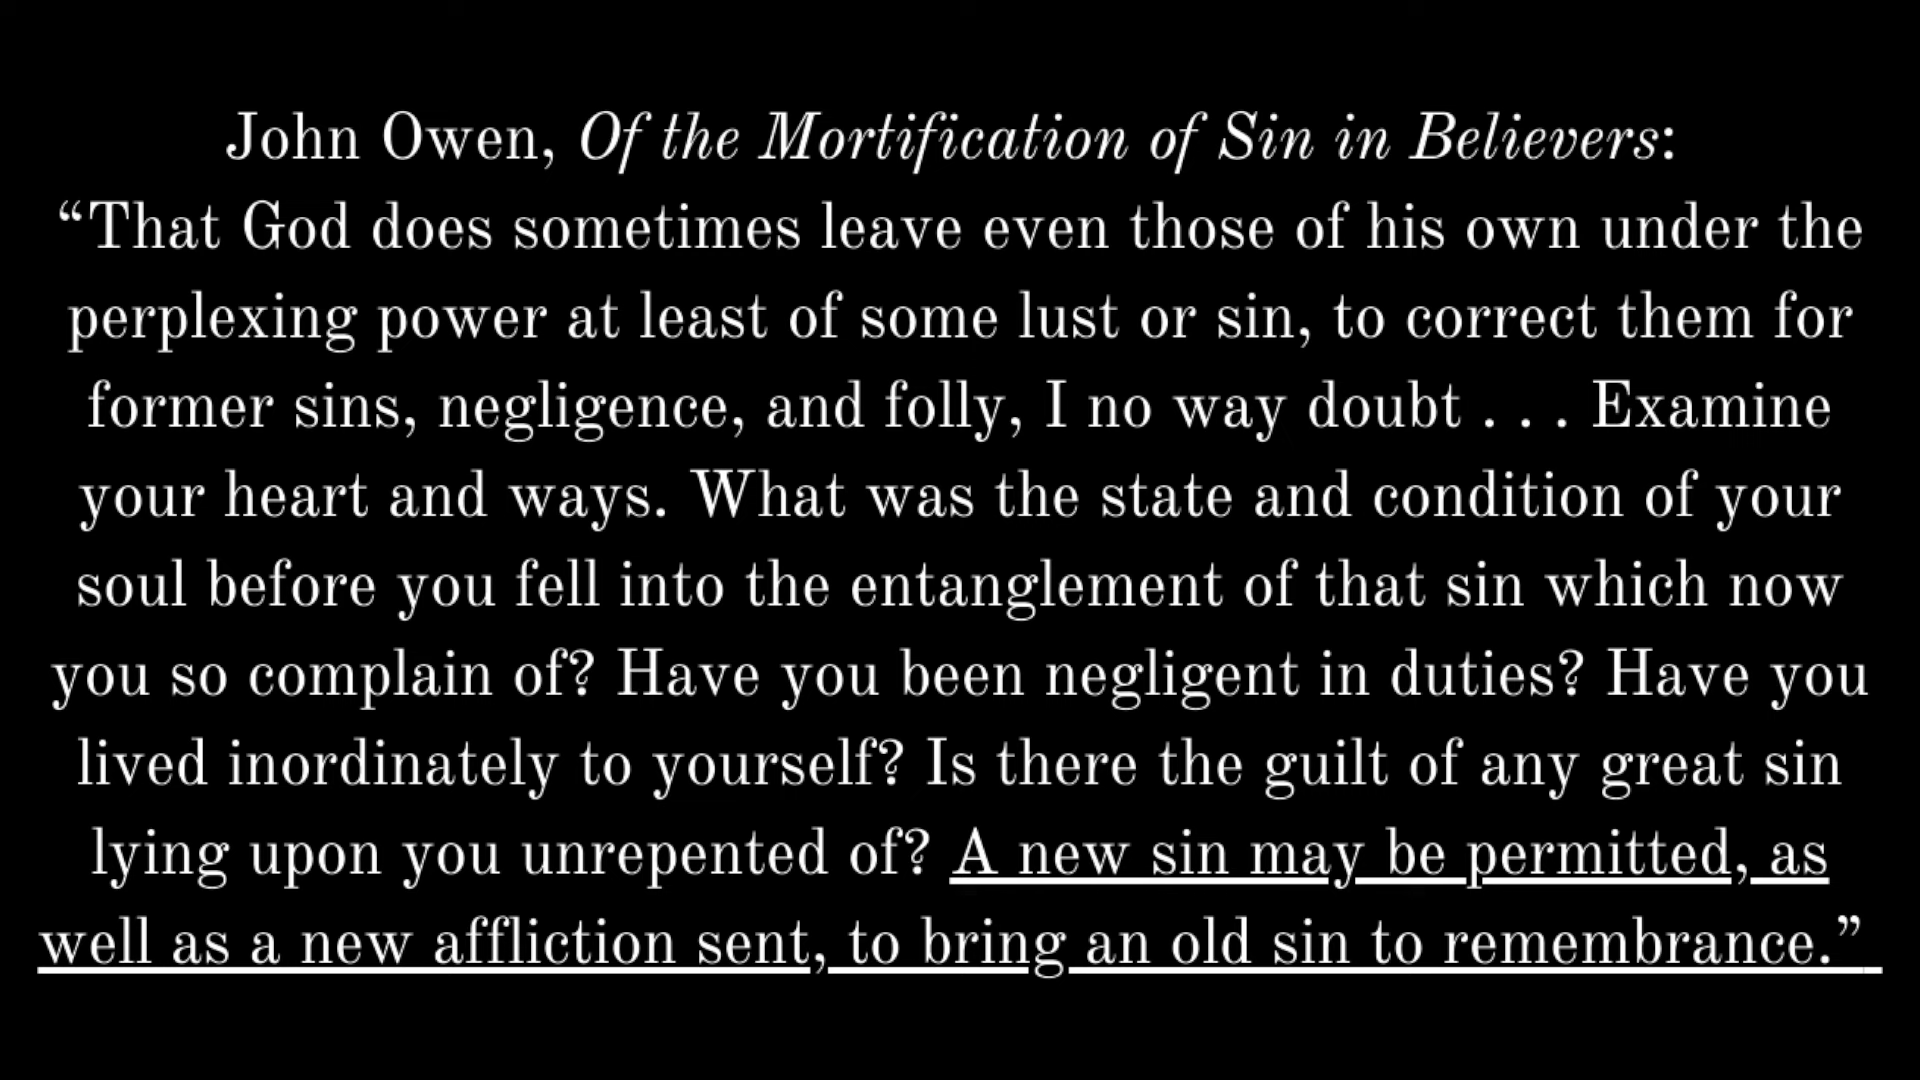 John Owen, Of the Mortification of Sin in Believers:
“That God does sometimes leave even those of his own under the
perplexing power at least of some lust or sin, to correct them for
former sins, negligence, and folly, I no way doubt . . . Examine
your heart and ways. What was the state and condition of your
soul before you fell into the entanglement of that sin which now
you so complain of? Have you been negligent in duties? Have you
lived inordinately to yourself? Is there the guilt of any great sin
lying upon you unrepented of? A new sin may be permitted, as
well as a new affliction sent, to bring an old sin to remembrance.”